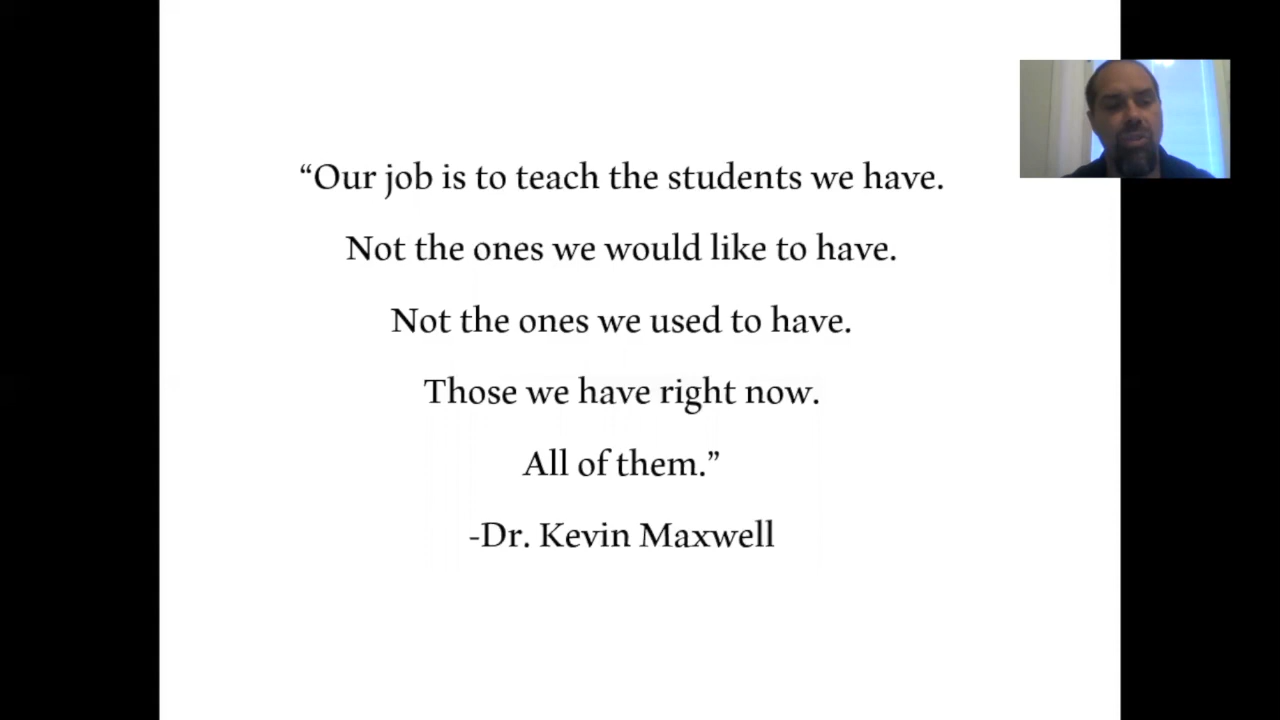 “Our job is to teach the students we have.
Not the ones we would like to have.
Not the ones we used to have.
Those we have right now.
All of them.”
-Dr. Kevin Maxwell